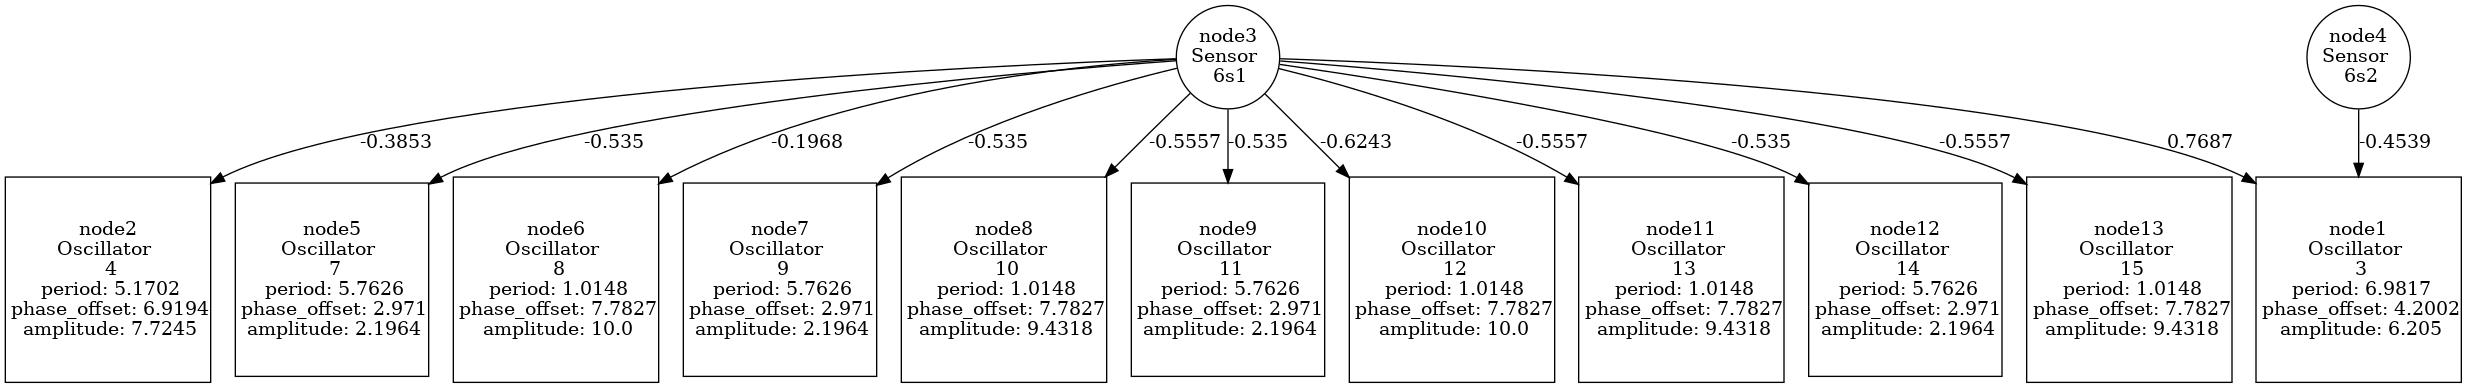 node3
Sensor
6s1
node4
Sensor
6s2
-0.3853
-0.535
-0.1968
-0.535
-0.5557
-0.535
-0.6243
-0.5557
-0.535
-0.5557
0.7687
-0.4539
node2
Oscillator
4
period: 5.1702
phase_offset: 6.9194
amplitude: 7.7245
node5
Oscillator
7
period: 5.7626
phase_offset: 2.971
amplitude: 2.1964
node6
Oscillator
8
period: 1.0148
phase_offset: 7.7827
amplitude: 10.0
node7
Oscillator
9
period: 5.7626
phase_offset: 2.971
amplitude: 2.1964
node8
Oscillator
10
period: 1.0148
phase_offset: 7.7827
amplitude: 9.4318
node9
Oscillator
11
period: 5.7626
phase_offset: 2.971
amplitude: 2.1964
node10
Oscillator
12
period: 1.0148
phase_offset: 7.7827
amplitude: 10.0
node11
Oscillator
13
period: 1.0148
phase_offset: 7.7827
amplitude: 9.4318
node12
Oscillator
14
period: 5.7626
phase_offset: 2.971
amplitude: 2.1964
node13
Oscillator
15
period: 1.0148
phase_offset: 7.7827
amplitude: 9.4318
node1
Oscillator
3
period: 6.9817
phase_offset: 4.2002
amplitude: 6.205